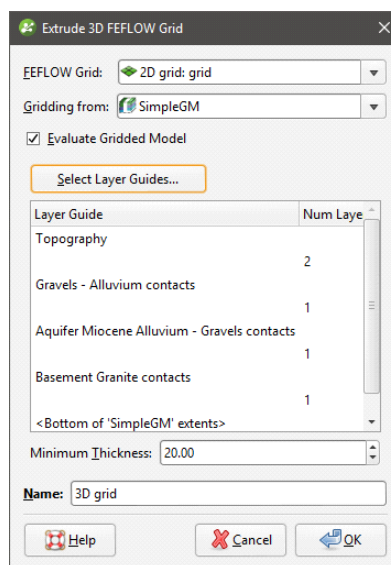 Extrude 3D FEFLOW Grid
FEFLOW Grid: 2D grid: grid
Gridding from: SimpleGM
Evaluate Gridded Model
Select Layer Guides...
Layer Guide Num Laye
Topography
2
Gravels - Alluvium contacts
1
Aquifer Miocene Alluvium - Gravels contacts
1
Basement Granite contacts
1
<Bottom of 'SimpleGM' extents>
Minimum Thickness: 20.00
Name: 3D grid
Help Cancel OK